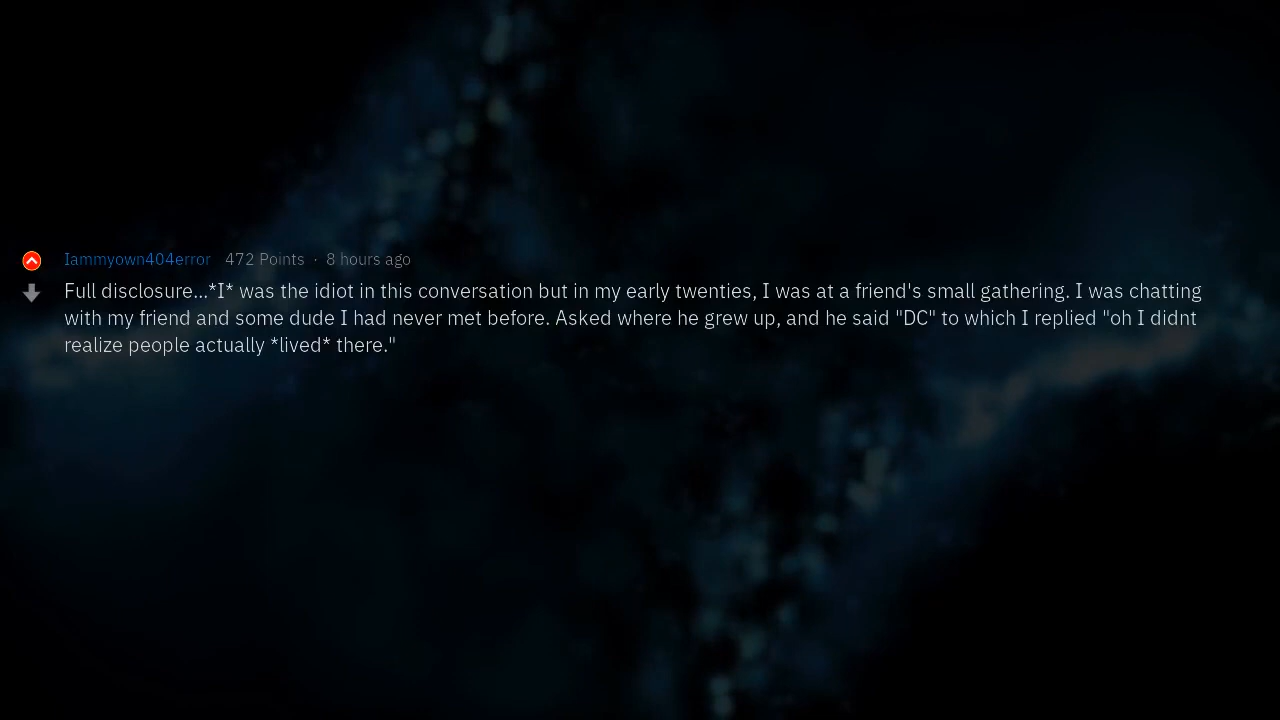 Iammyown404error 472 Points · 8 hours ago
Full disclosure...*I* was the idiot in this conversation but in my early twenties, I was at a friend's small gathering. I was chatting
with my friend and some dude I had never met before. Asked where he grew up, and he said "DC" to which I replied "oh I didnt
realize people actually *lived* there."